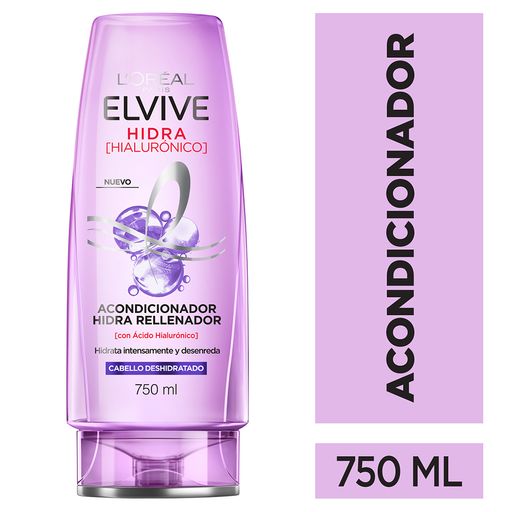 L'ORÉAL
PARIS
ELVIVE
HIDRA
[HIALURÓNICO]
NUEVO
ACONDICIONADOR
HIDRA RELLENADOR
[con Ácido Hialurónico]
Hidrata intensamente y desenreda
CABELLO DESHIDRATADO
750 ml
ACONDICIONADOR
750 ML